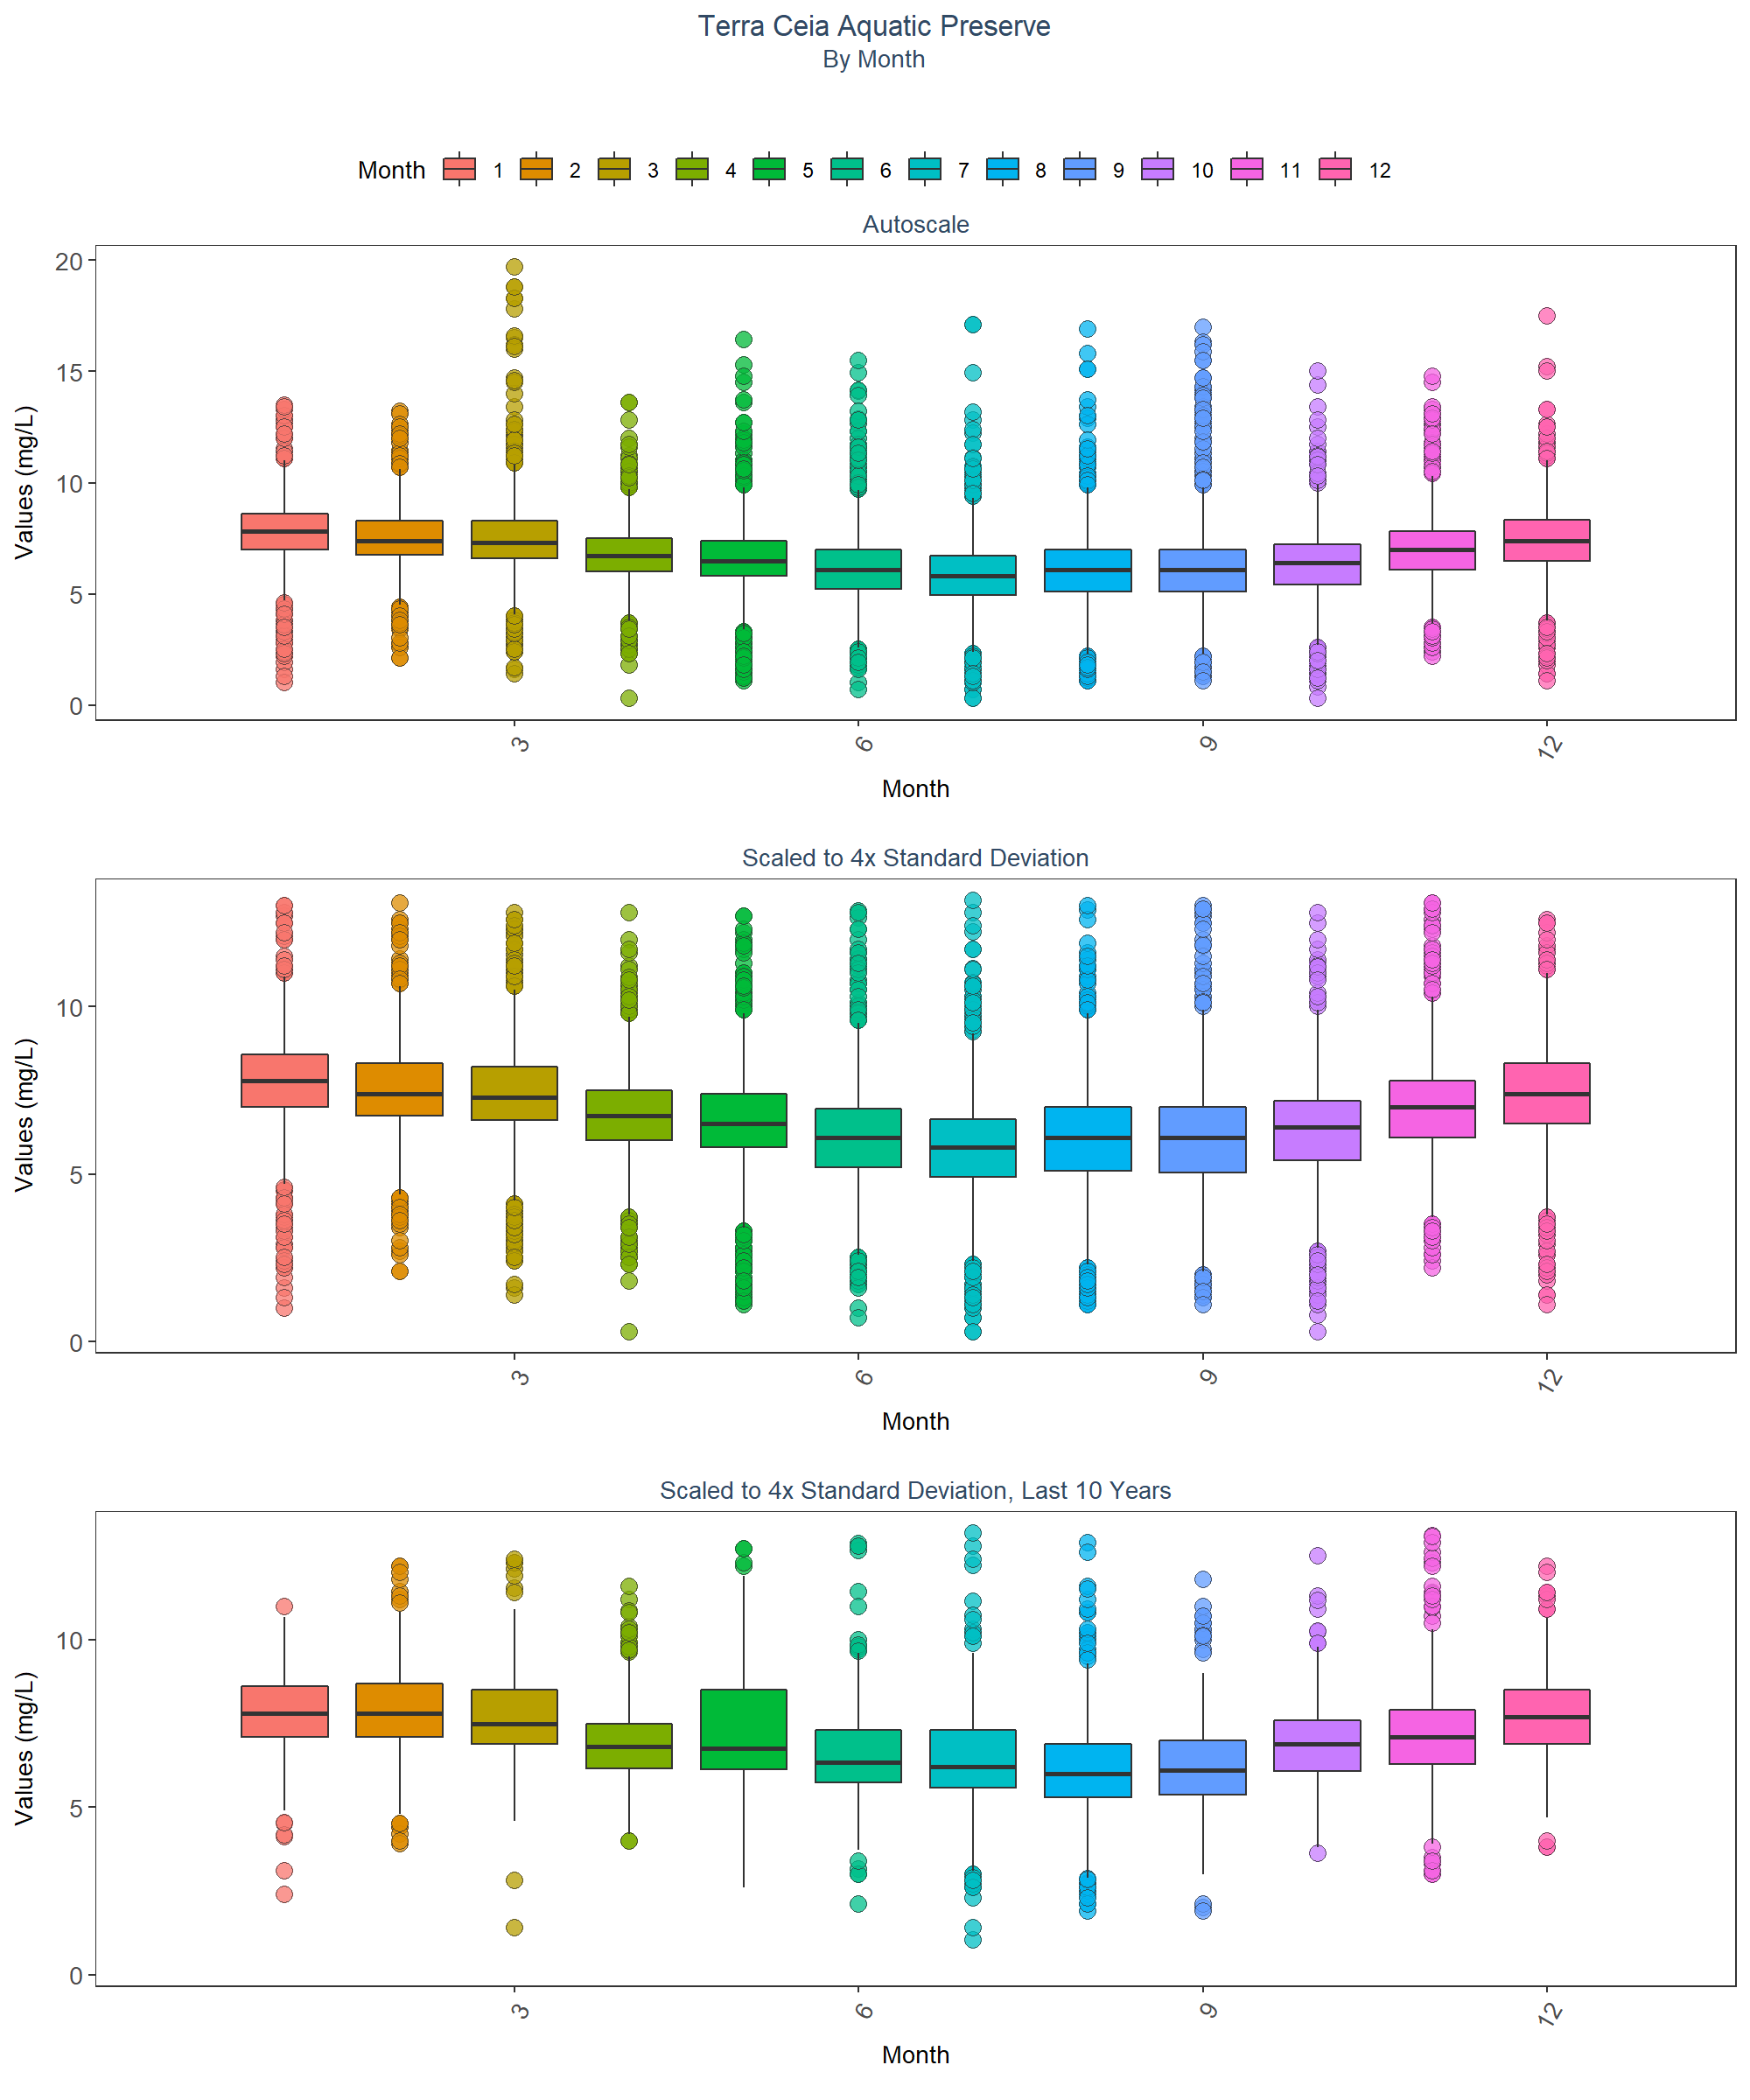 Terra Ceia Aquatic Preserve
By Month
Month 1 2 3 4 5 6 7 8 9 10 11 12
Autoscale
Values (mg/L)
20
15
10
5
0
3 6 9 12
Month
Scaled to 4x Standard Deviation
Values (mg/L)
10
5
0
3 6 9 12
Month
Scaled to 4x Standard Deviation, Last 10 Years
Values (mg/L)
10
5
0
3 6 9 12
Month